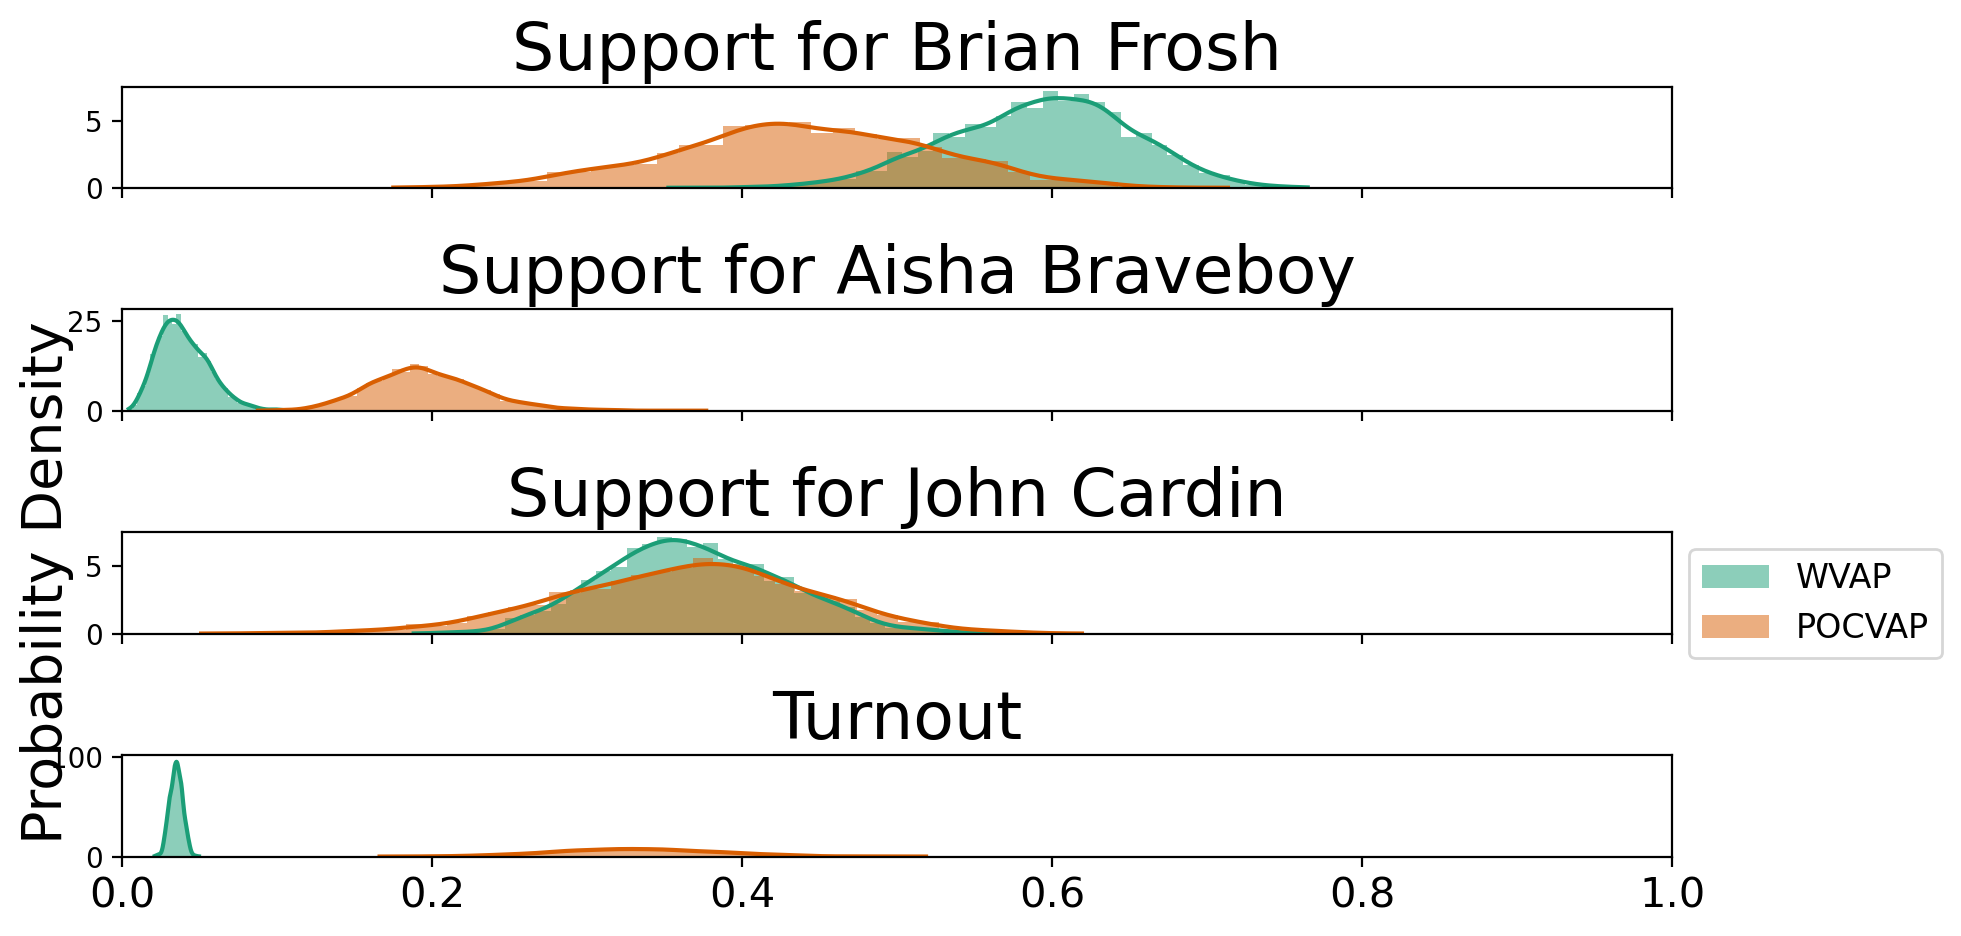 Support for Brian Frosh
5
0
Support for Aisha Braveboy
25
0
Support for John Cardin
5
0
WVAP
POCVAP
Turnout
100
0
0.0 0.2 0.4 0.6 0.8 1.0
Probability Density